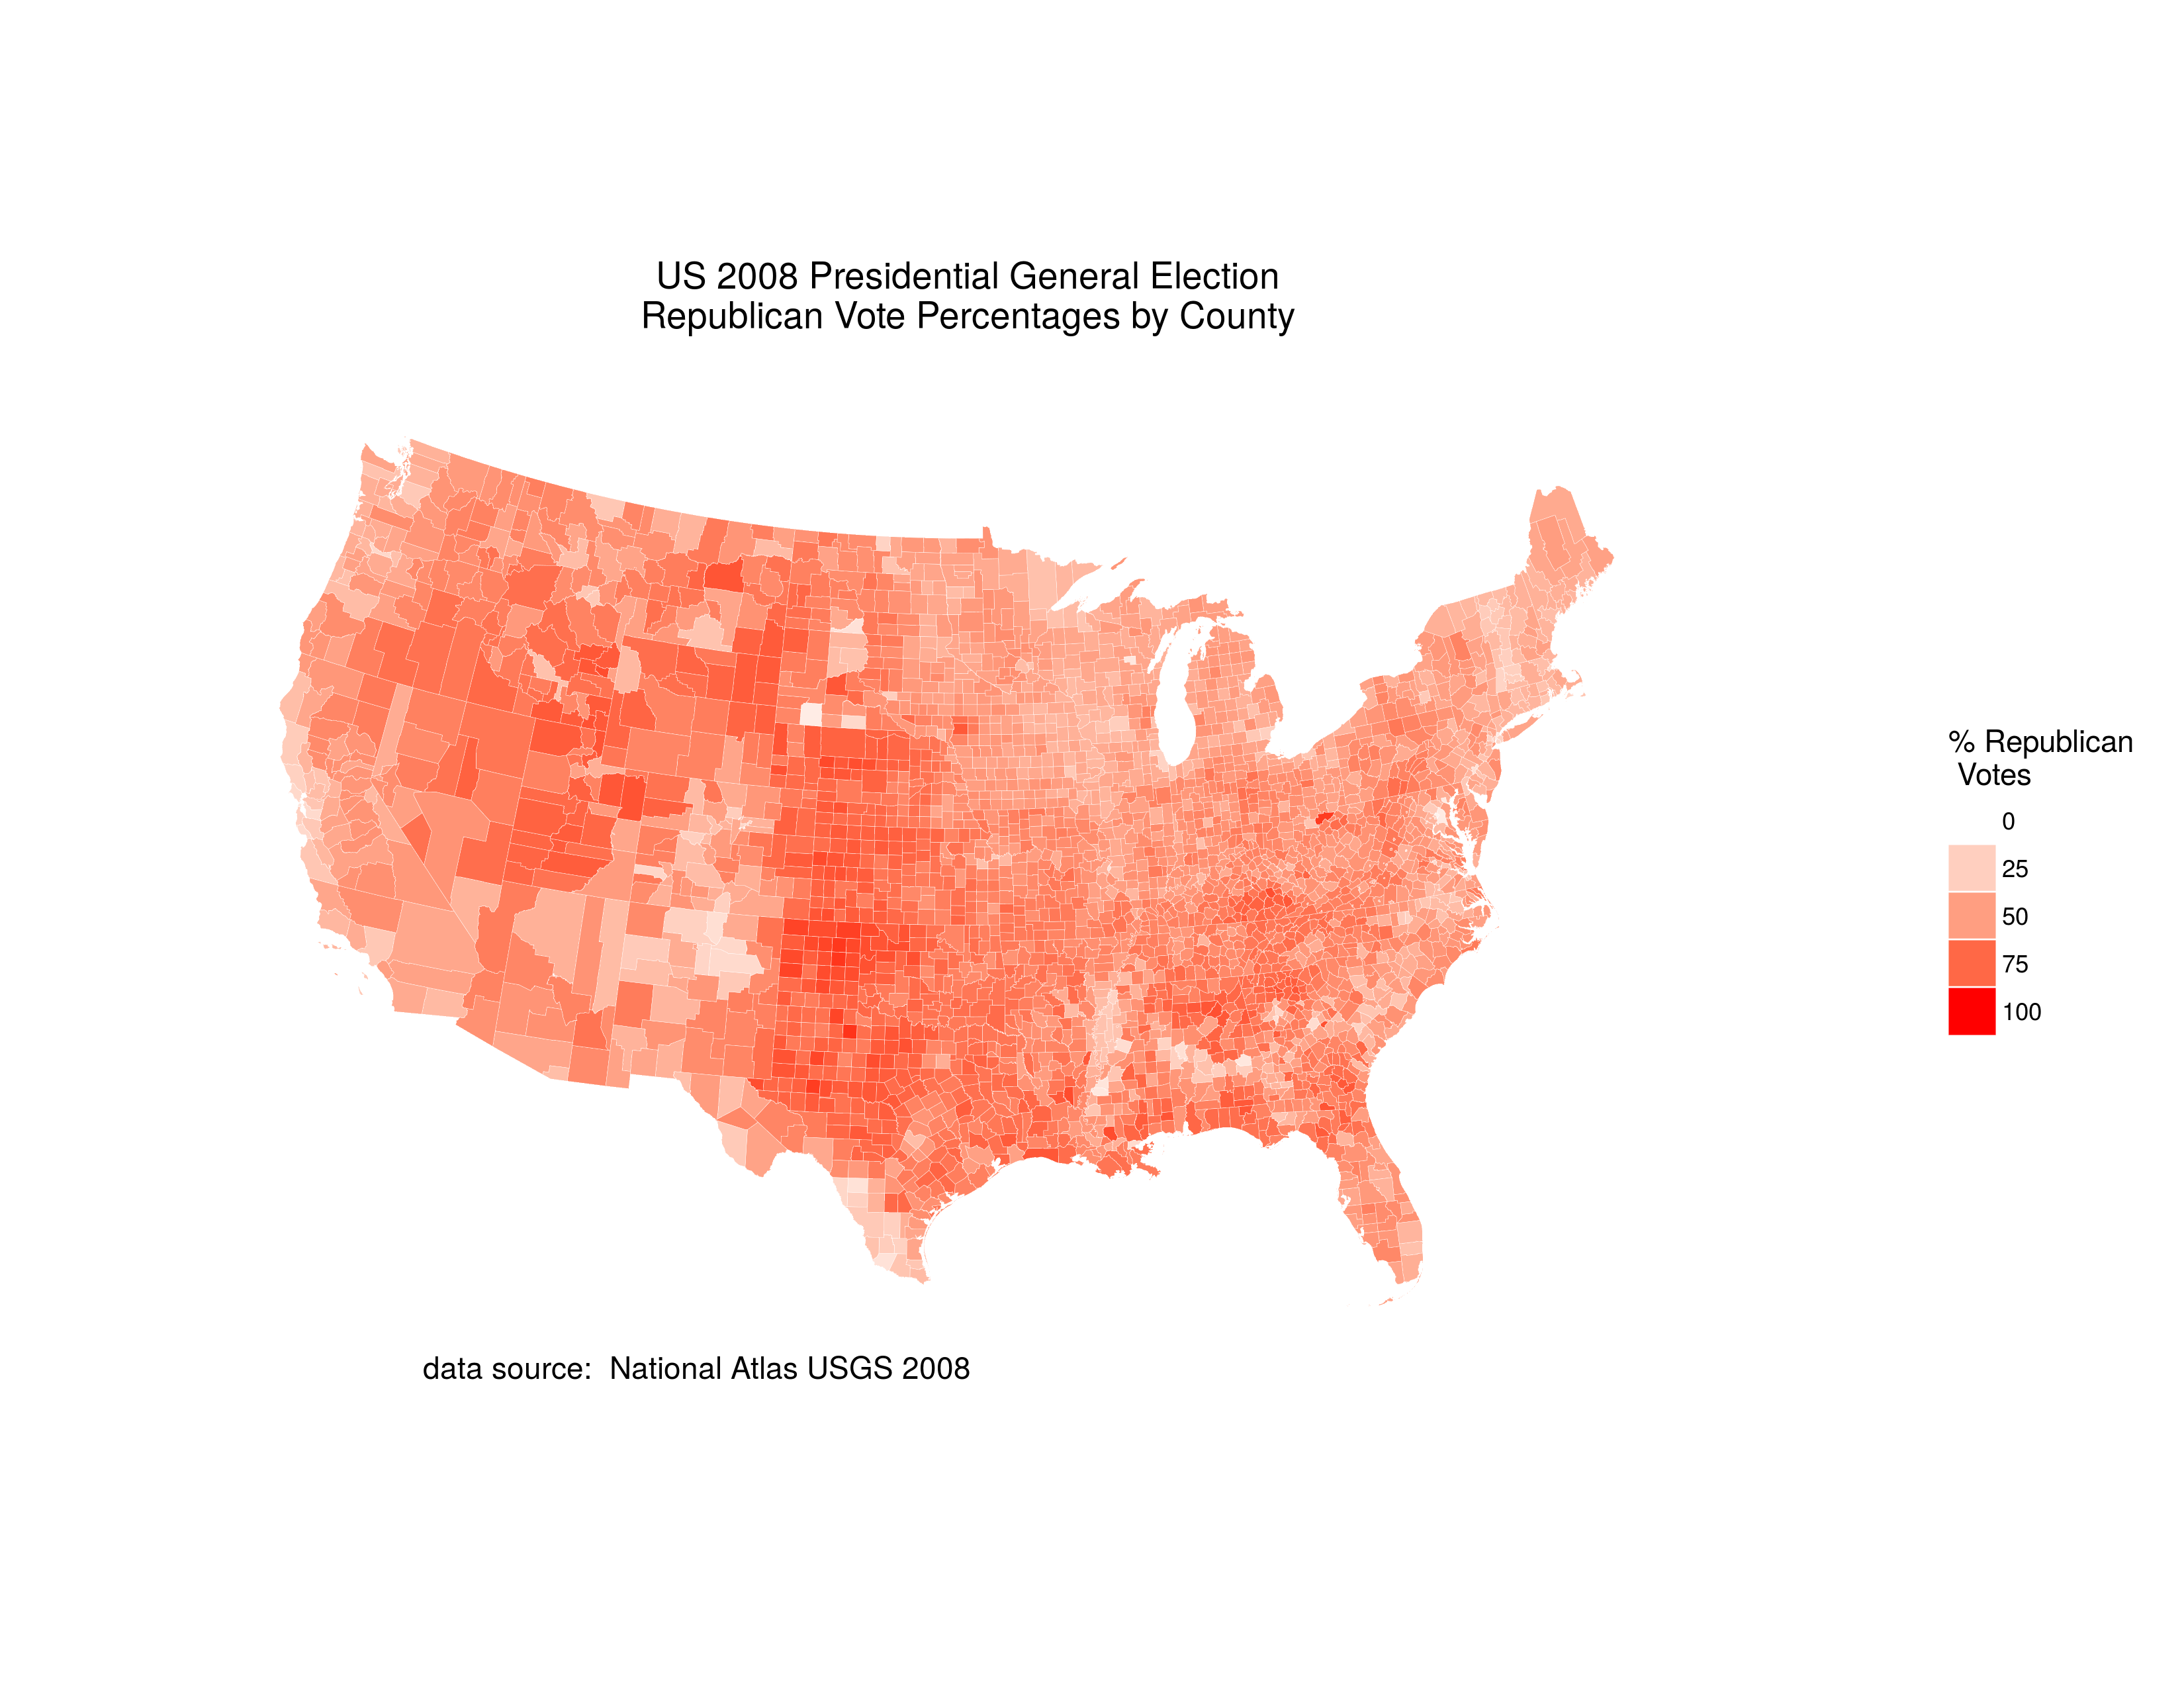 US 2008 Presidential General Election
Republican Vote Percentages by County
% Republican
Votes
0
25
50
75
100
data source:  National Atlas USGS 2008